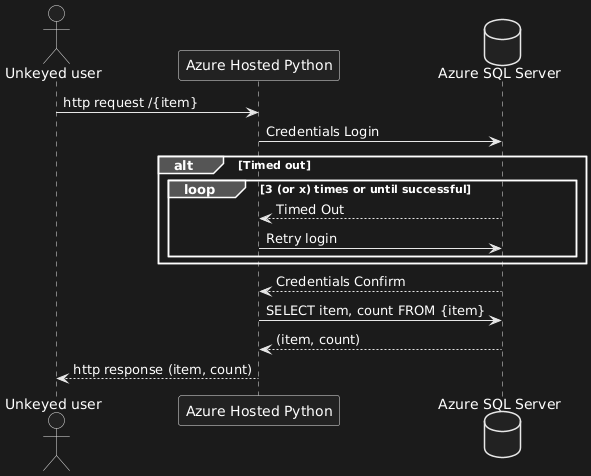 Unkeyed user
Azure Hosted Python
Azure SQL Server
http request /{item}
Credentials Login
alt [Timed out]
loop [3 (or x) times or until successful]
Timed Out
Retry login
Credentials Confirm
SELECT item, count FROM {item}
(item, count)
http response (item, count)
Unkeyed user
Azure Hosted Python
Azure SQL Server